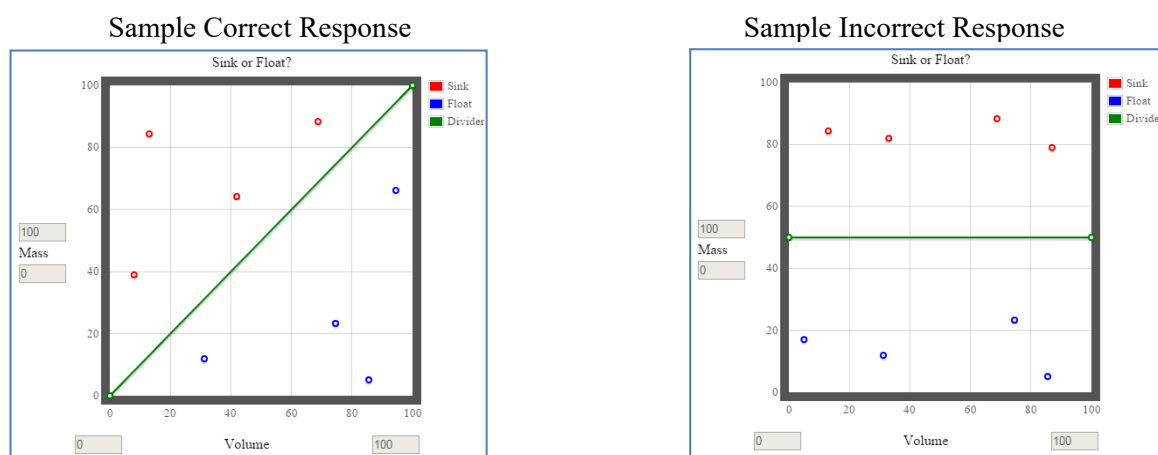 Sample Correct Response
Sink or Float?
100
80
60
40
20
0
0 20 40 60 80 100
100
Mass
0
0 Volume 100
Sink
Float
Divider
Sample Incorrect Response
Sink or Float?
100
80
60
40
20
0
0 20 40 60 80 100
100
Mass
0
0 Volume 100
Sink
Float
Divide